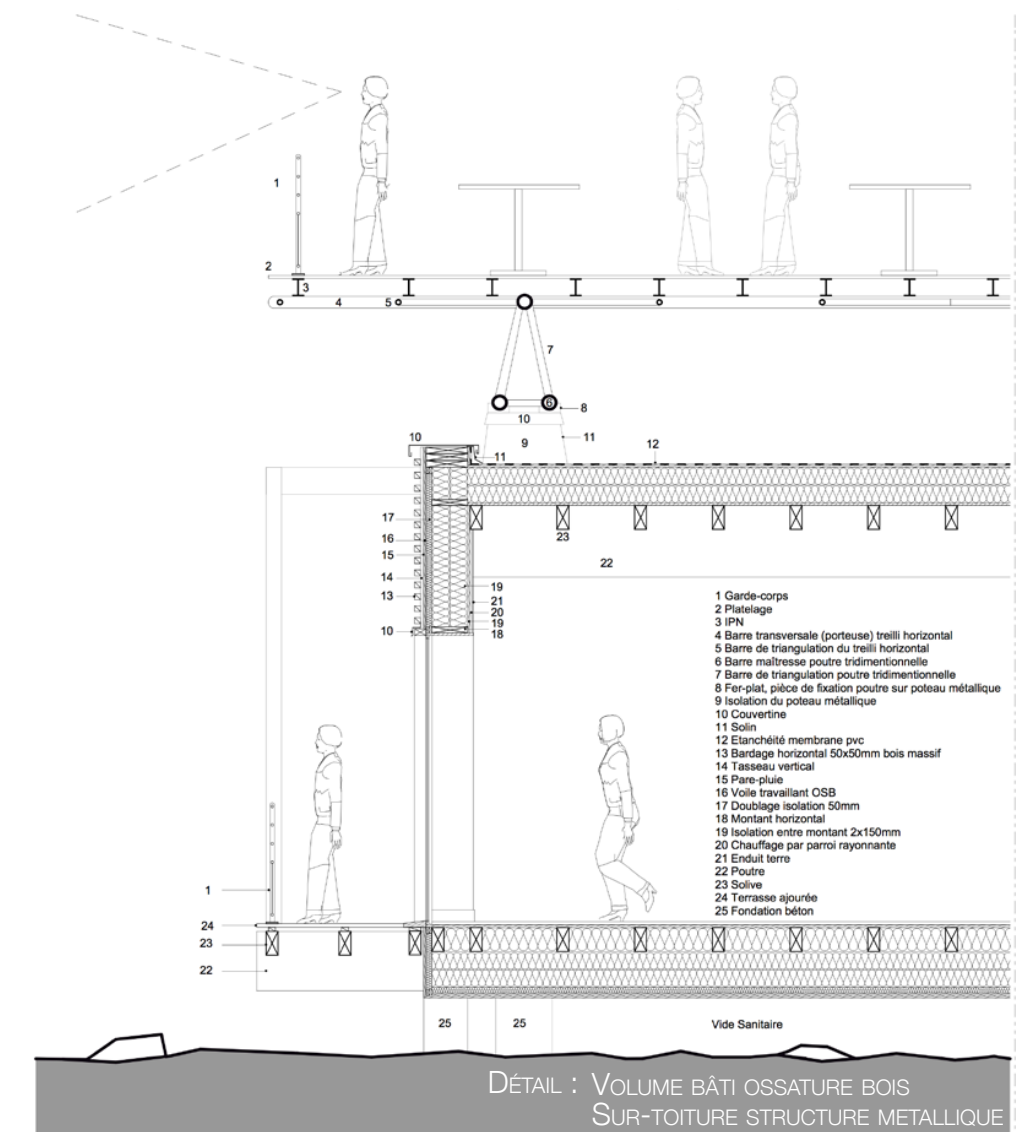 1
2
3
4
5
7
6
8
10
9
11
10
11
12
17
16
15
14
13
10
23
22
19
21
20
19
18
1 Garde-corps
2 Platelage
3 IPN
4 Barre transversale (porteuse) treilli horizontal
5 Barre de triangulation du treilli horizontal
6 Barre maîtresse poutre tridimentionnelle
7 Barre de triangulation poutre tridimentionnelle
8 Fer-plat, pièce de fixation poutre sur poteau métallique
9 Isolation du poteau métallique
10 Couvertine
11 Solin
12 Etanchéité membrane pvc
13 Bardage horizontal 50x50mm bois massif
14 Tasseau vertical
15 Pare-pluie
16 Voile travaillant OSB
17 Doublage isolation 50mm
18 Montant horizontal
19 Isolation entre montant 2x150mm
20 Chauffage par parroi rayonnante
21 Enduit terre
22 Poutre
23 Solive
24 Terrasse ajourée
25 Fondation béton
1
24
23
22
25
25
Vide Sanitaire
Détail : Volume bâti ossature bois
Sur-toiture structure metallique